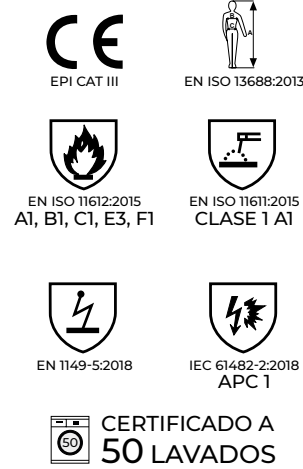 CE
EPI CAT III
A
B
C
EN ISO 13688:2013
EN ISO 11612:2015
A1, B1, C1, E3, F1
EN ISO 11611:2015
CLASE 1 A1
EN 1149-5:2018
IEC 61482-2:2018
APC 1
50
CERTIFICADO A
50 LAVADOS